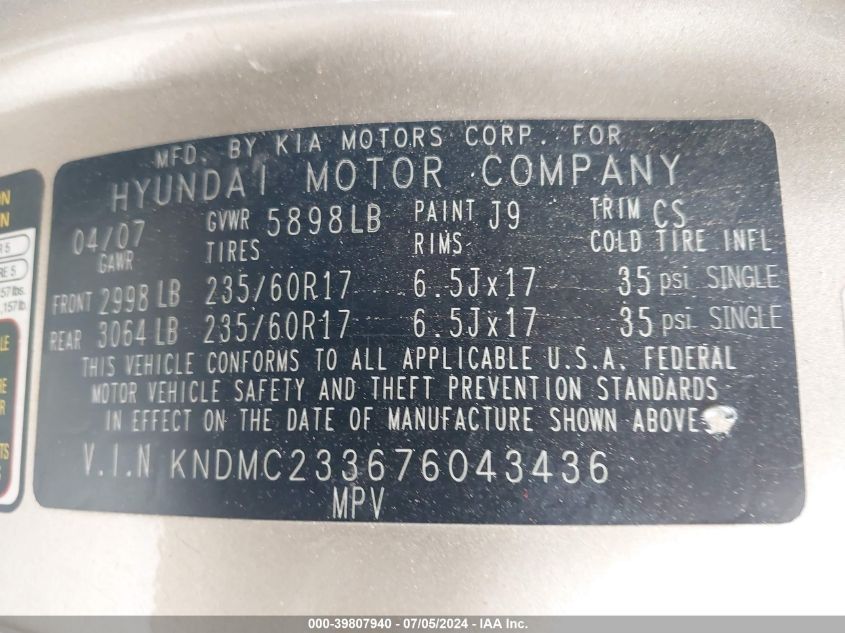 MFD. BY KIA MOTORS CORP. FOR
HYUNDAI MOTOR COMPANY
04/07 GVWR 5898LB PAINT J9 TRIM CS
GAWR TIRES RIMS COLD TIRE INFL
FRONT 2998 LB 235/60R17 6.5Jx17 35 psi SINGLE
REAR 3064 LB 235/60R17 6.5Jx17 35 psi SINGLE
THIS VEHICLE CONFORMS TO ALL APPLICABLE U.S.A. FEDERAL
MOTOR VEHICLE SAFETY AND THEFT PREVENTION STANDARDS
IN EFFECT ON THE DATE OF MANUFACTURE SHOWN ABOVE
V.I.N KNDMC233676043436
MPV
000-39807940 - 07/05/2024 - IAA Inc.